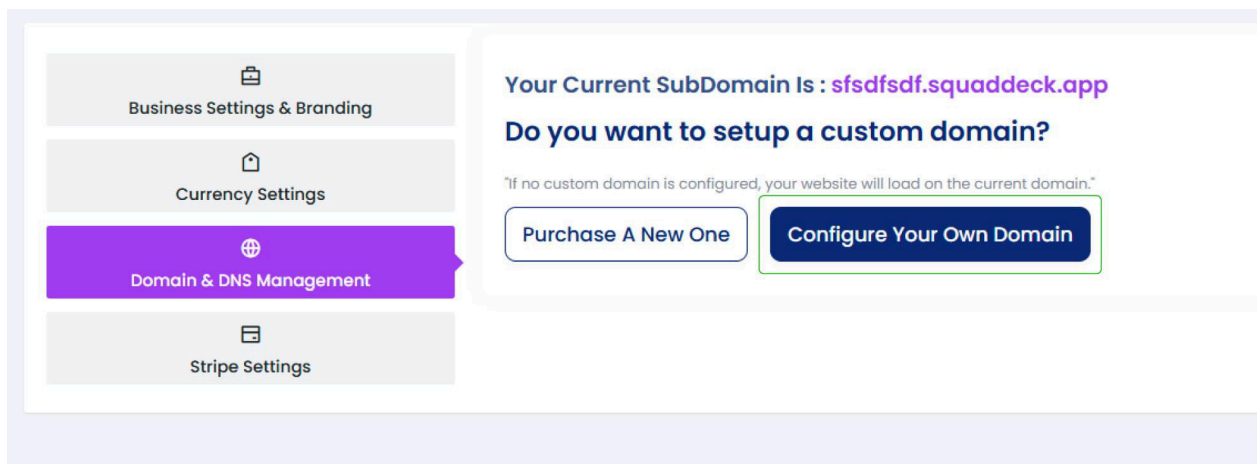 Business Settings & Branding
Currency Settings
Domain & DNS Management
Stripe Settings
Your Current SubDomain Is : sfsdfsdf.squaddeck.app
Do you want to setup a custom domain?
"If no custom domain is configured, your website will load on the current domain."
Purchase A New One
Configure Your Own Domain